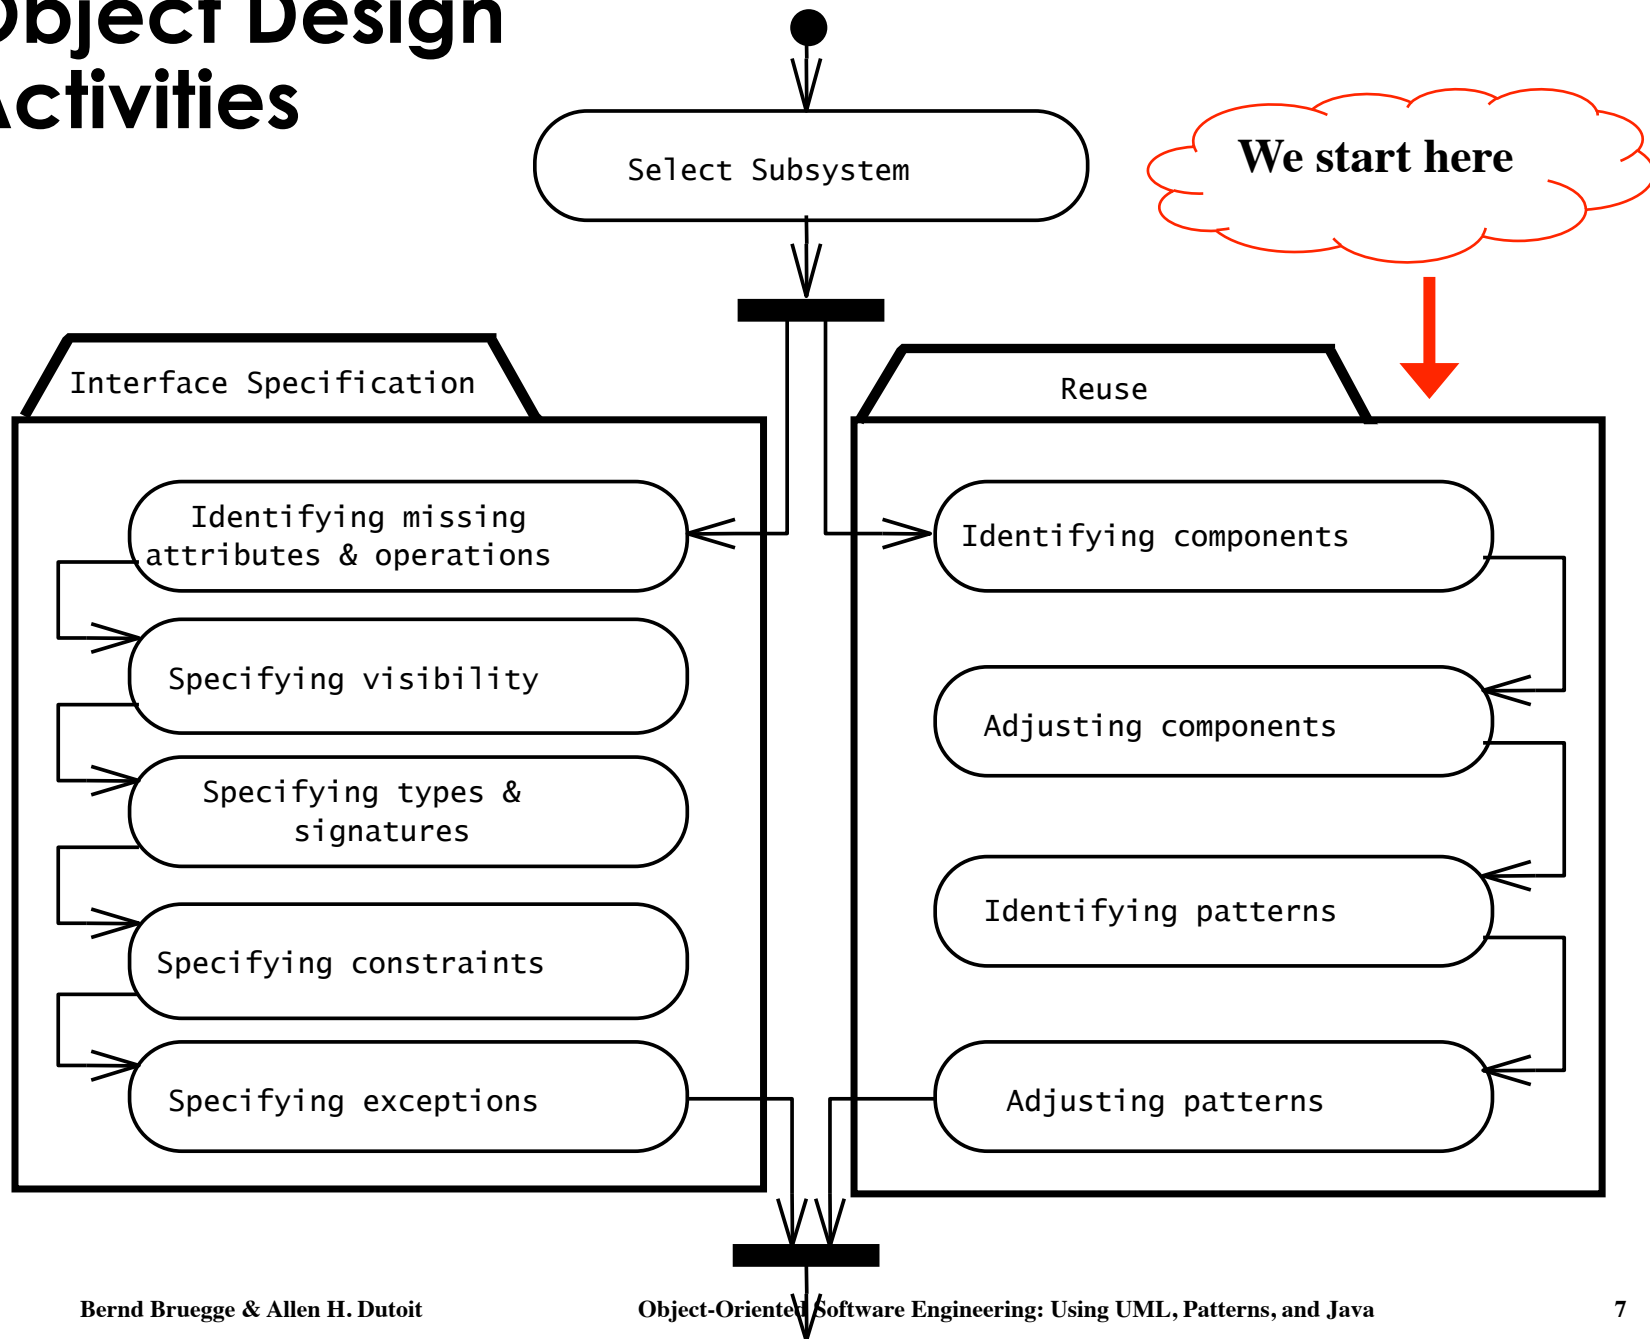 Object Design
Activities
Select Subsystem
We start here
Interface Specification
Reuse
Identifying missing
attributes & operations
Specifying visibility
Specifying types &
signatures
Specifying constraints
Specifying exceptions
Identifying components
Adjusting components
Identifying patterns
Adjusting patterns
Bernd Bruegge & Allen H. Dutoit
Object-Oriented Software Engineering: Using UML, Patterns, and Java
7